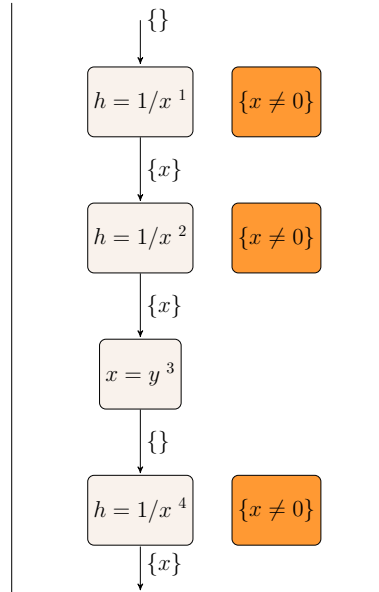 {}
h = 1/x ¹ {x ≠ 0}
{x}
h = 1/x ² {x ≠ 0}
{x}
x = y ³
{}
h = 1/x ⁴ {x ≠ 0}
{x}